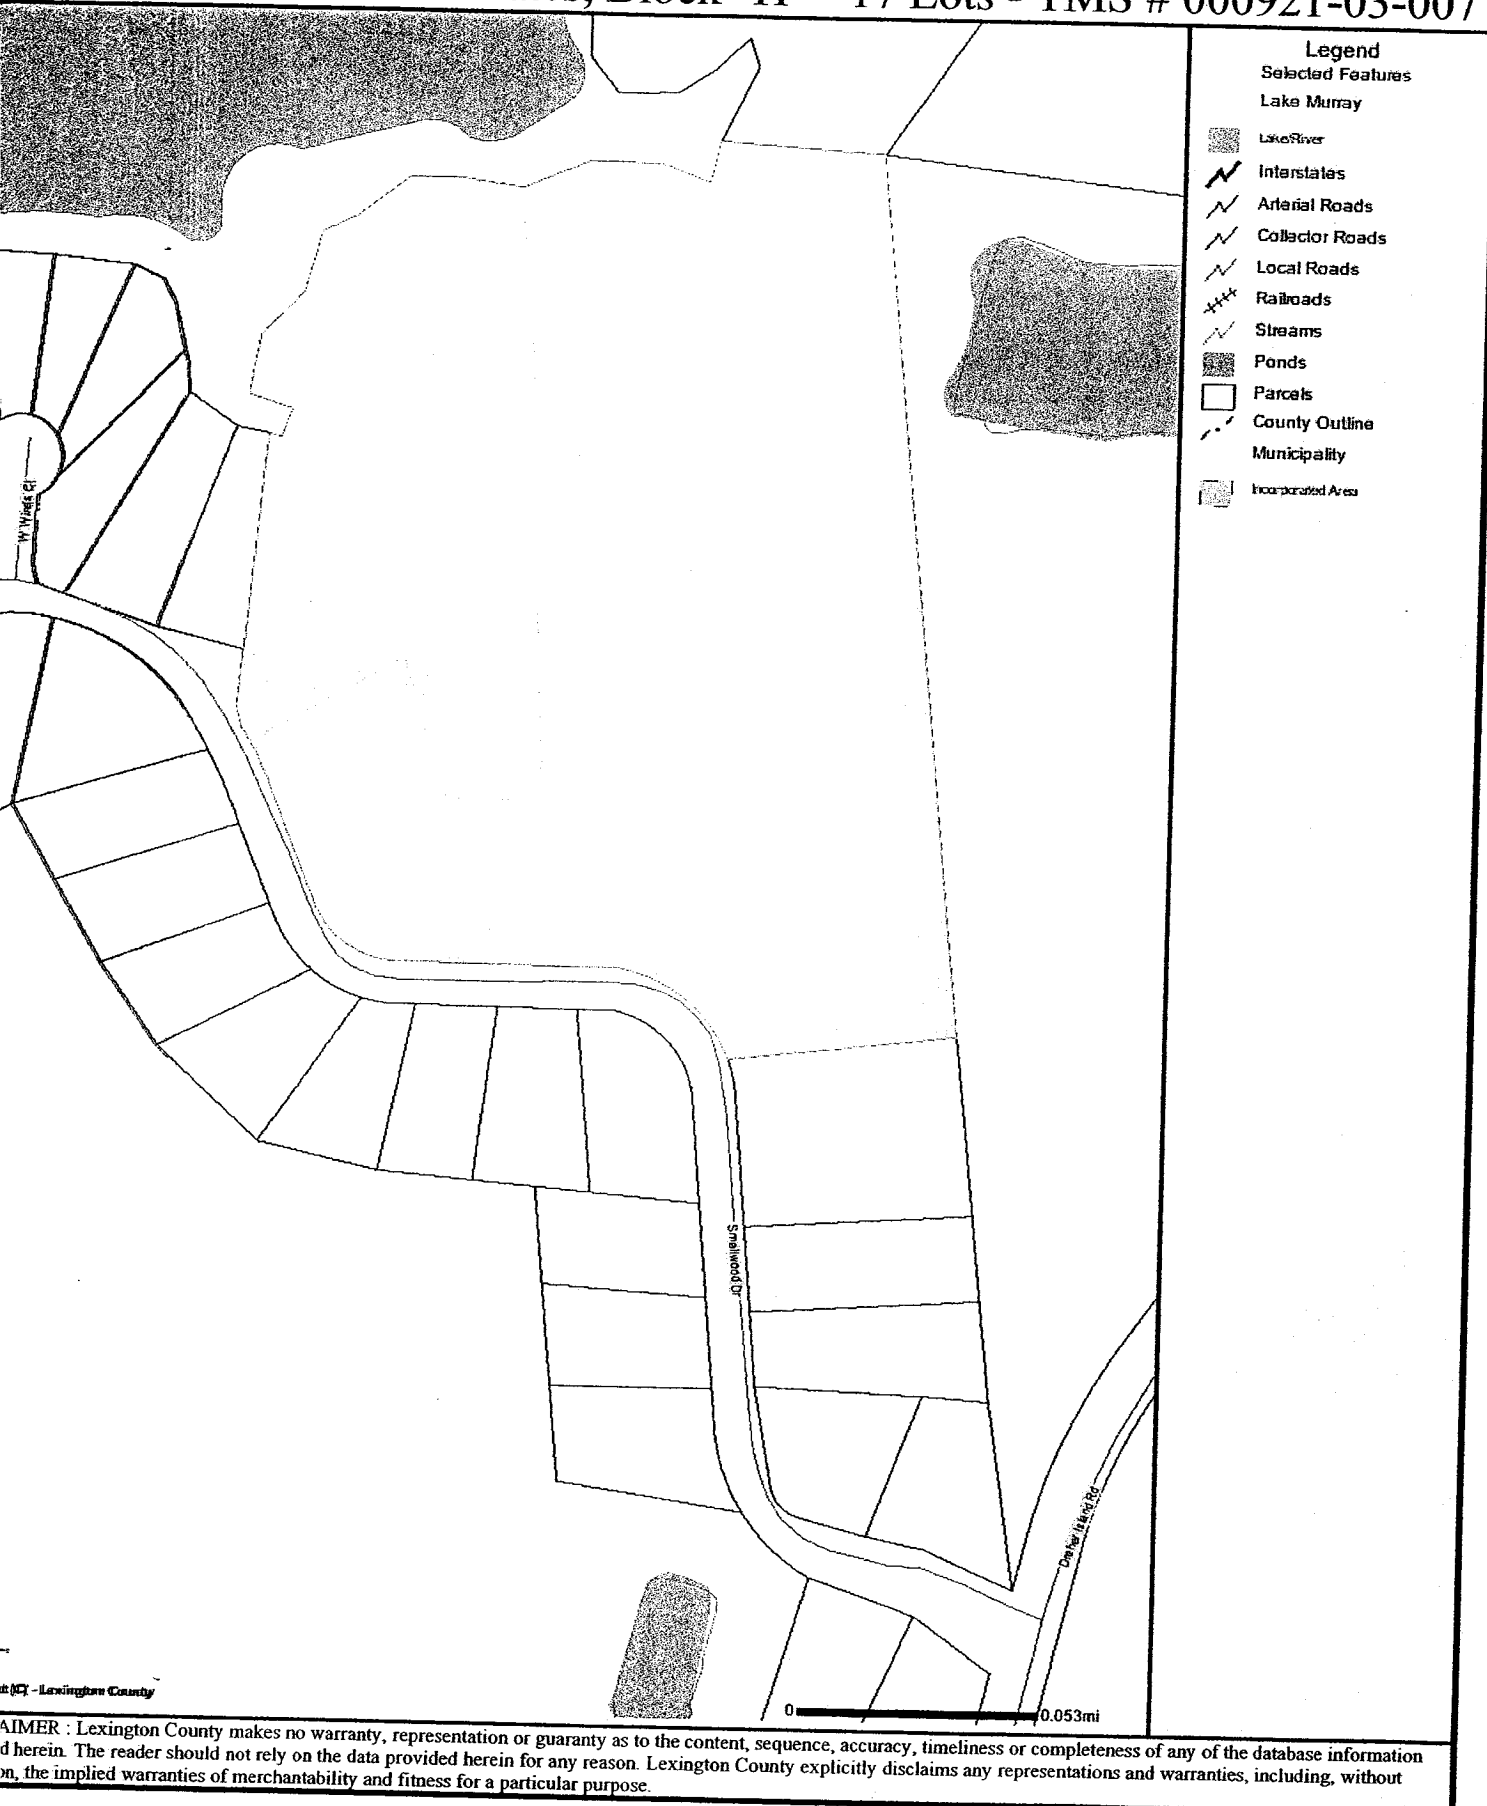 Block "H" - 17 Lots - TMS # 000921-03-007
Legend
Selected Features
Lake Murray
Lake/River
Interstates
Arterial Roads
Collector Roads
Local Roads
Railroads
Streams
Ponds
Parcels
County Outline
Municipality
Incorporated Area
Smallwood Dr
Dreher Island Rd
- Lexington County
0 0.053mi
AIMER : Lexington County makes no warranty, representation or guaranty as to the content, sequence, accuracy, timeliness or completeness of any of the database information
d herein. The reader should not rely on the data provided herein for any reason. Lexington County explicitly disclaims any representations and warranties, including, without
on, the implied warranties of merchantability and fitness for a particular purpose.